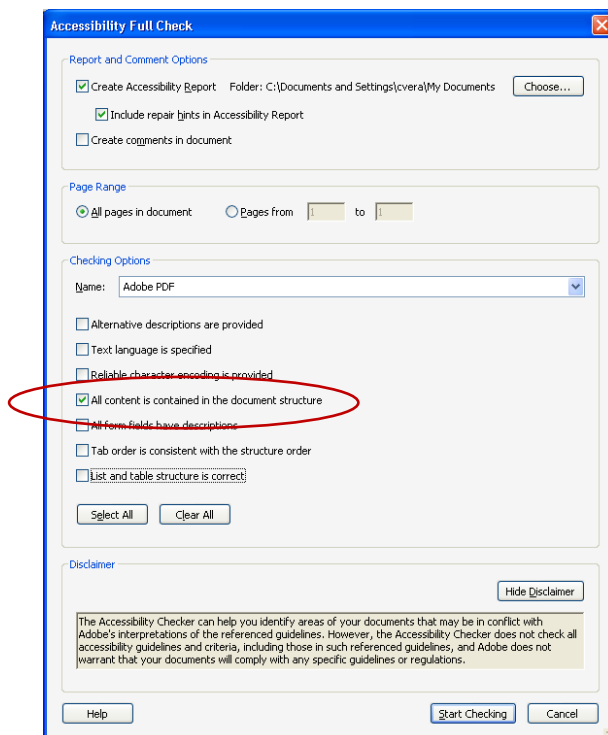 Accessibility Full Check
Report and Comment Options
Create Accessibility Report Folder: C:\Documents and Settings\cvera\My Documents Choose...
Include repair hints in Accessibility Report
Create comments in document
Page Range
All pages in document Pages from 1 to 1
Checking Options
Name: Adobe PDF
Alternative descriptions are provided
Text language is specified
Reliable character encoding is provided
All content is contained in the document structure
All form fields have descriptions
Tab order is consistent with the structure order
List and table structure is correct
Select All Clear All
Disclaimer
Hide Disclaimer
The Accessibility Checker can help you identify areas of your documents that may be in conflict with
Adobe's interpretations of the referenced guidelines. However, the Accessibility Checker does not check all
accessibility guidelines and criteria, including those in such referenced guidelines, and Adobe does not
warrant that your documents will comply with any specific guidelines or regulations.
Help Start Checking Cancel